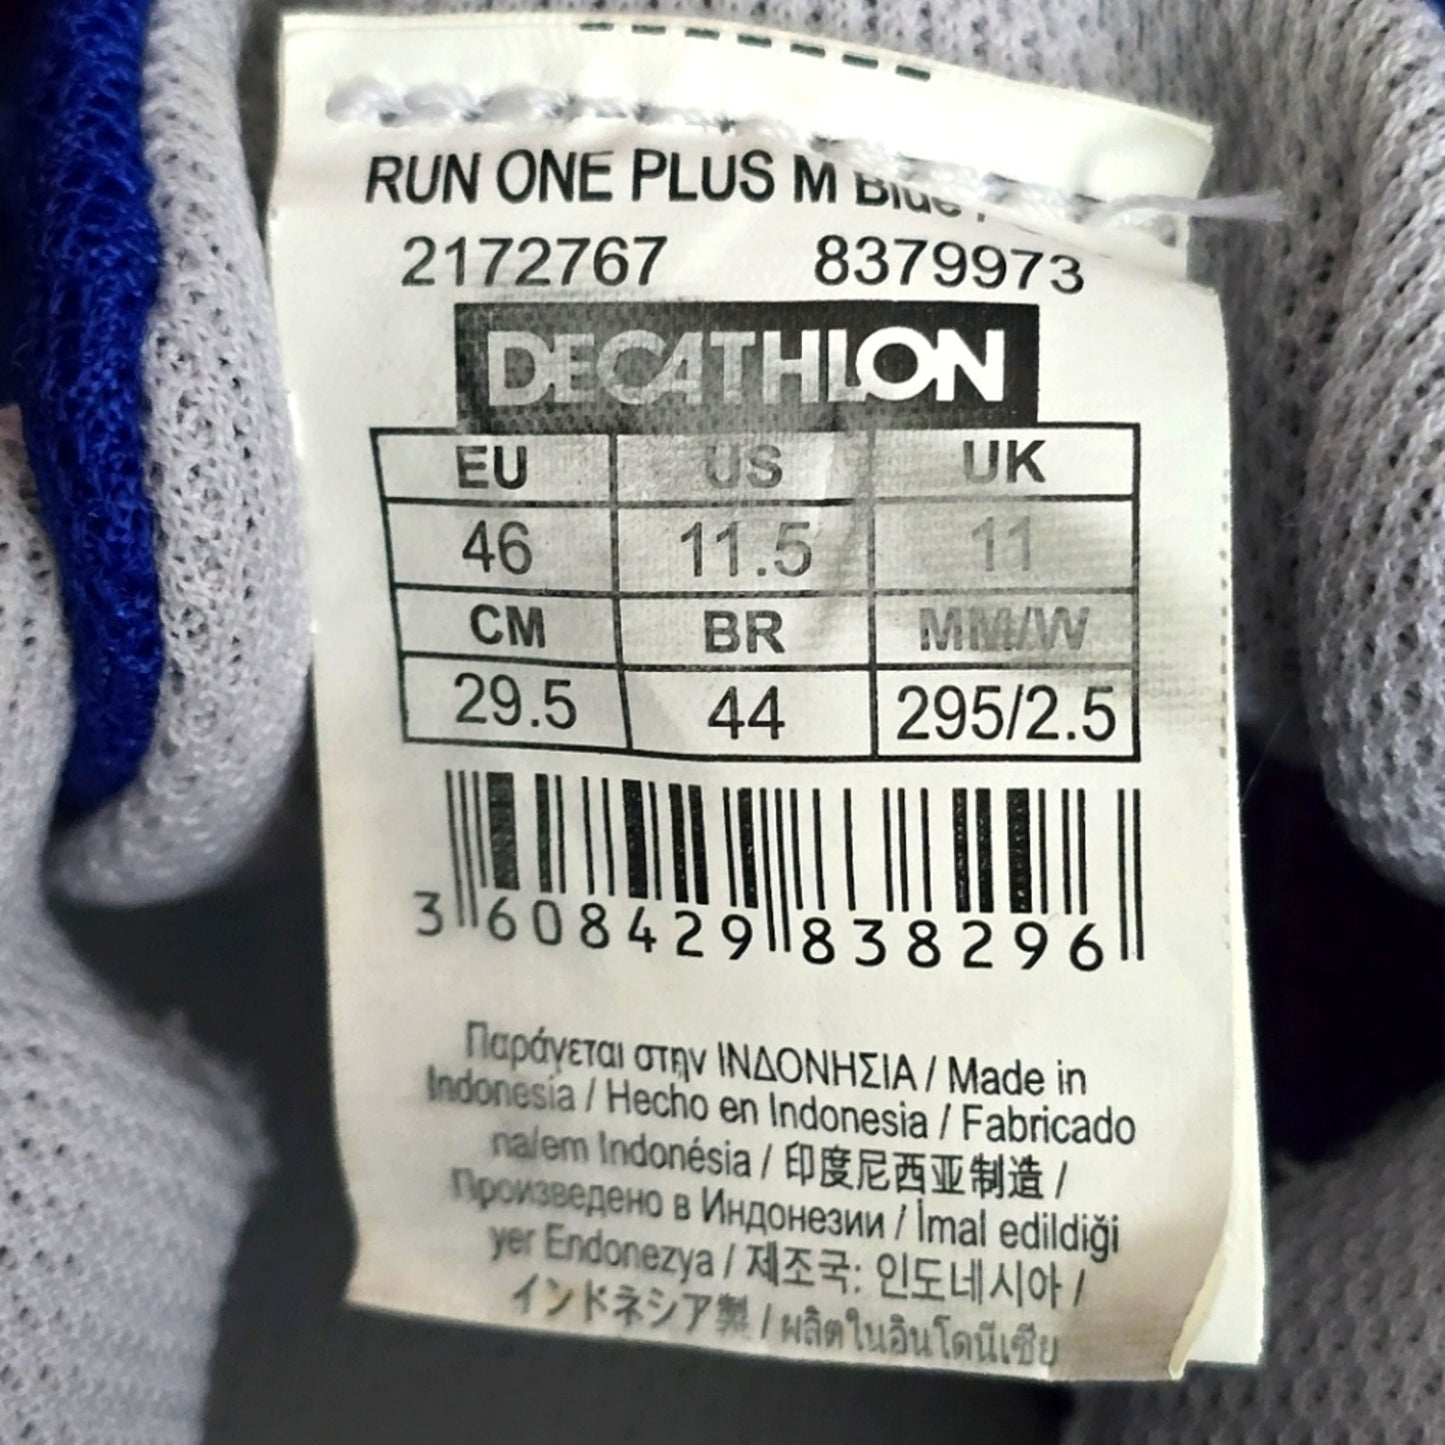 RUN ONE PLUS M Blue
2172767 8379973
DECATHLON
EU US UK
46 11.5 11
CM BR MM/W
29.5 44 295/2.5
3 608429 838296
Παράγεται στην ΙΝΔΟΝΗΣΙΑ / Made in
Indonesia / Hecho en Indonesia / Fabricado
na/em Indonésia / 印度尼西亚制造 /
Произведено в Индонезии / İmal edildiği
yer Endonezya / 제조국: 인도네시아 /
インドネシア製 / ผลิตในอินโดนีเซีย